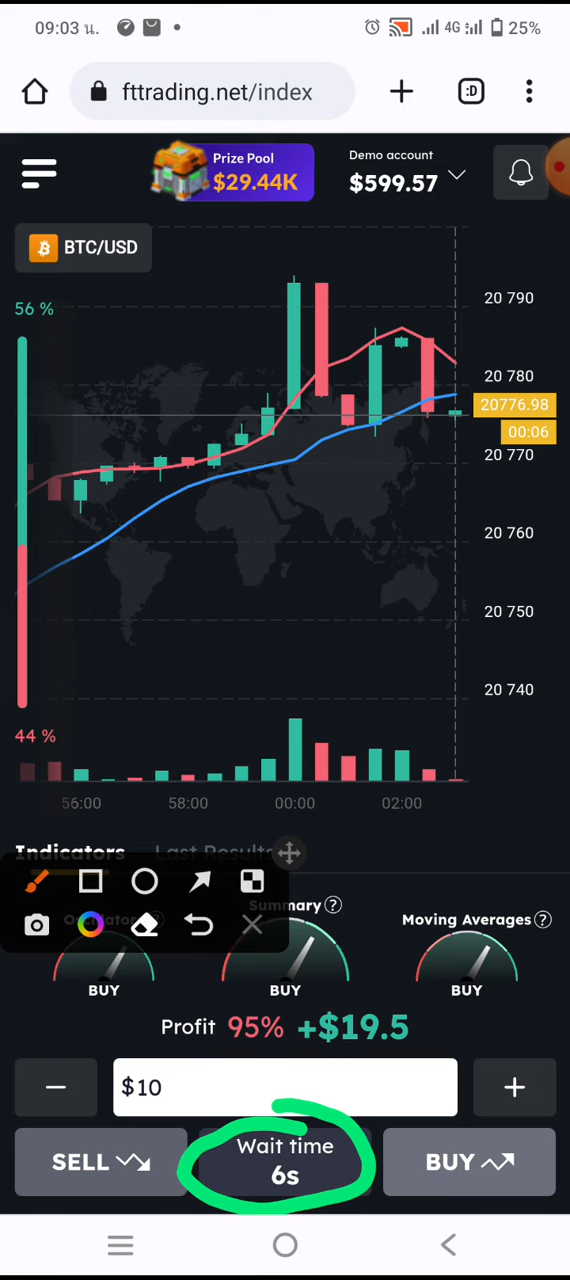 09:03 น.
4G
25%
fttrading.net/index
:D
Prize Pool
$29.44K
Demo account
$599.57
BTC/USD
56 %
20 790
20 780
20776.98
00:06
20 770
20 760
20 750
20 740
44 %
56:00
58:00
00:00
02:00
Indicators
Last Results
Oscillators ?
Summary ?
Moving Averages ?
BUY
BUY
BUY
Profit 95% +$19.5
$10
SELL
Wait time
6s
BUY